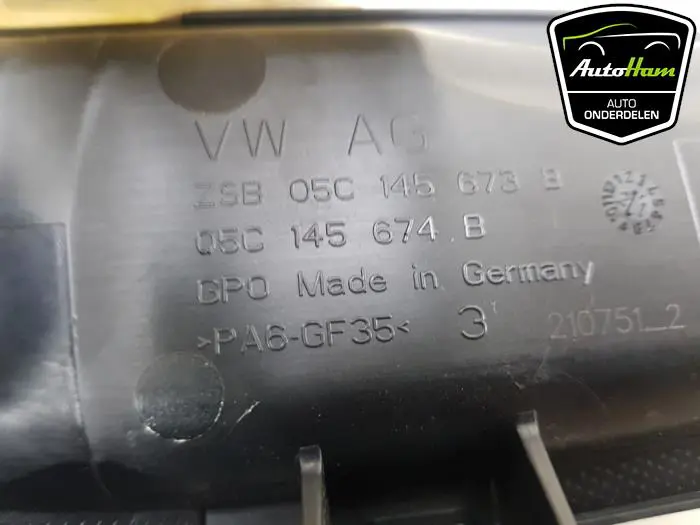 VW AG
ZSB 05C 145 673 B
05C 145 674 B
GPO Made in Germany
>PA6-GF35< 3
210751_2
AutoHam
AUTO
ONDERDELEN